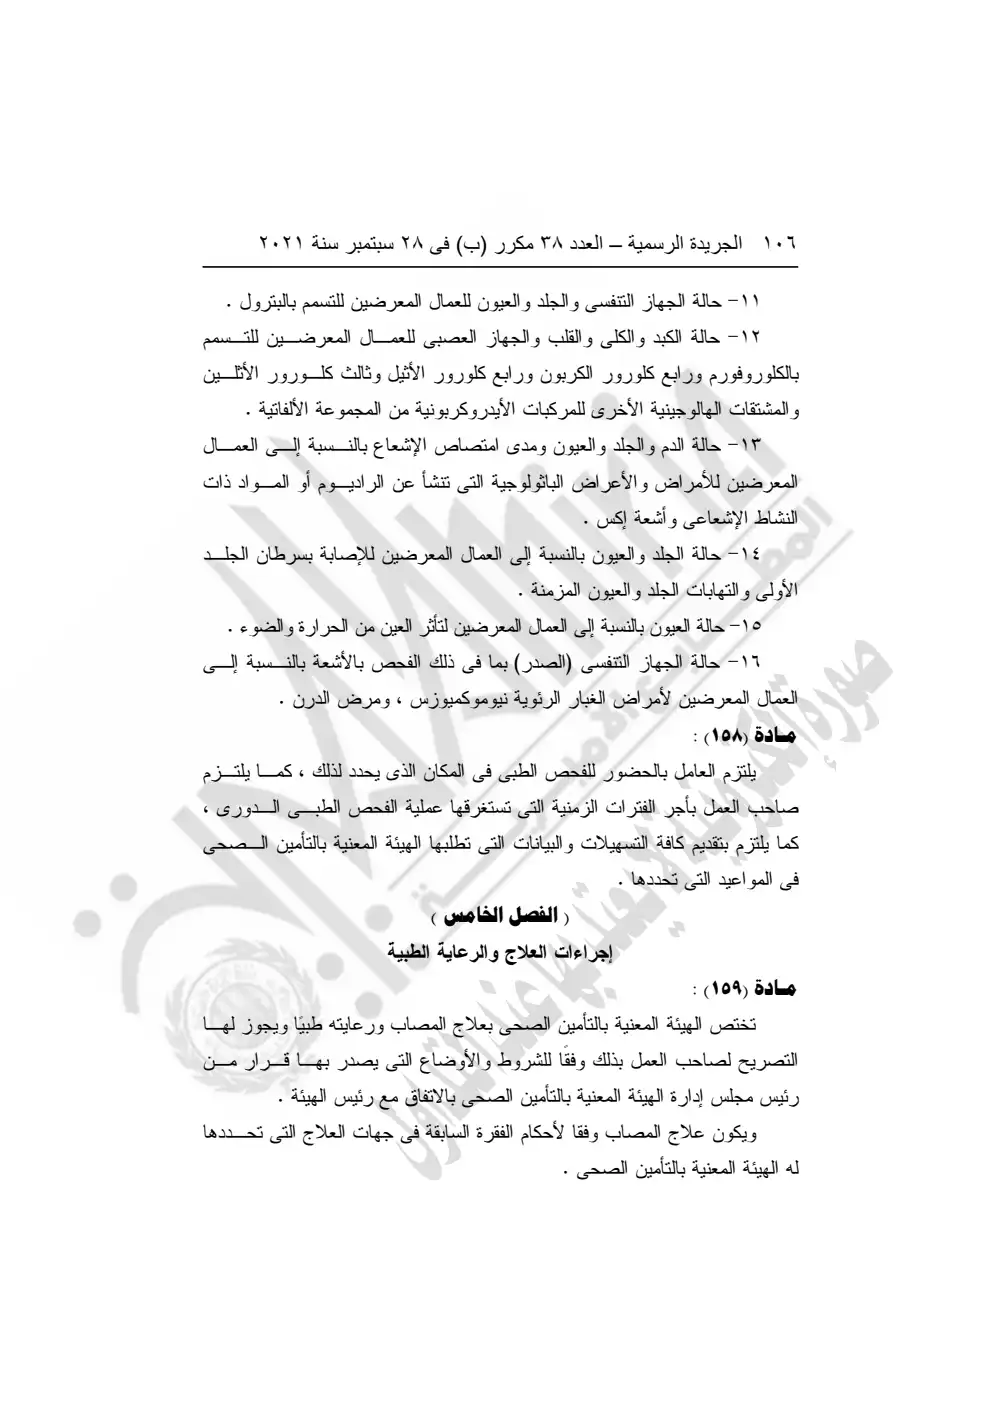 ١٠٦ الجريدة الرسمية – العدد ٣٨ مكرر (ب) فى ٢٨ سبتمبر سنة ٢٠٢١
١١- حالة الجهاز التنفسى والجلد والعيون للعمال المعرضين للتسمم بالبترول .
١٢- حالة الكبد والكلى والقلب والجهاز العصبى للعمال المعرضين للتسمم
بالكلوروفورم ورابع كلورور الكربون ورابع كلورور الأثيل وثالث كلورور الأثلين
والمشتقات الهالوجينية الأخرى للمركبات الأيدروكربونية من المجموعة الألفاتية .
١٣- حالة الدم والجلد والعيون ومدى امتصاص الإشعاع بالنسبة إلى العمال
المعرضين للأمراض والأعراض الباثولوجية التى تنشأ عن الراديوم أو المواد ذات
النشاط الإشعاعى وأشعة إكس .
١٤- حالة الجلد والعيون بالنسبة إلى العمال المعرضين للإصابة بسرطان الجلد
الأولى والتهابات الجلد والعيون المزمنة .
١٥- حالة العيون بالنسبة إلى العمال المعرضين لتأثر العين من الحرارة والضوء .
١٦- حالة الجهاز التنفسى (الصدر) بما فى ذلك الفحص بالأشعة بالنسبة إلى
العمال المعرضين لأمراض الغبار الرئوية نيوموكميوزس ، ومرض الدرن .
مادة (١٥٨) :
يلتزم العامل بالحضور للفحص الطبى فى المكان الذى يحدد لذلك ، كما يلتزم
صاحب العمل بأجر الفترات الزمنية التى تستغرقها عملية الفحص الطبى الدورى ،
كما يلتزم بتقديم كافة التسهيلات والبيانات التى تطلبها الهيئة المعنية بالتأمين الصحى
فى المواعيد التى تحددها .
( الفصل الخامس )
إجراءات العلاج والرعاية الطبية
مادة (١٥٩) :
تختص الهيئة المعنية بالتأمين الصحى بعلاج المصاب ورعايته طبيًا ويجوز لها
التصريح لصاحب العمل بذلك وفقًا للشروط والأوضاع التى يصدر بها قرار من
رئيس مجلس إدارة الهيئة المعنية بالتأمين الصحى بالاتفاق مع رئيس الهيئة .
ويكون علاج المصاب وفقا لأحكام الفقرة السابقة فى جهات العلاج التى تحددها
له الهيئة المعنية بالتأمين الصحى .
صورة إلكترونية لا يعتد بها عند التداول